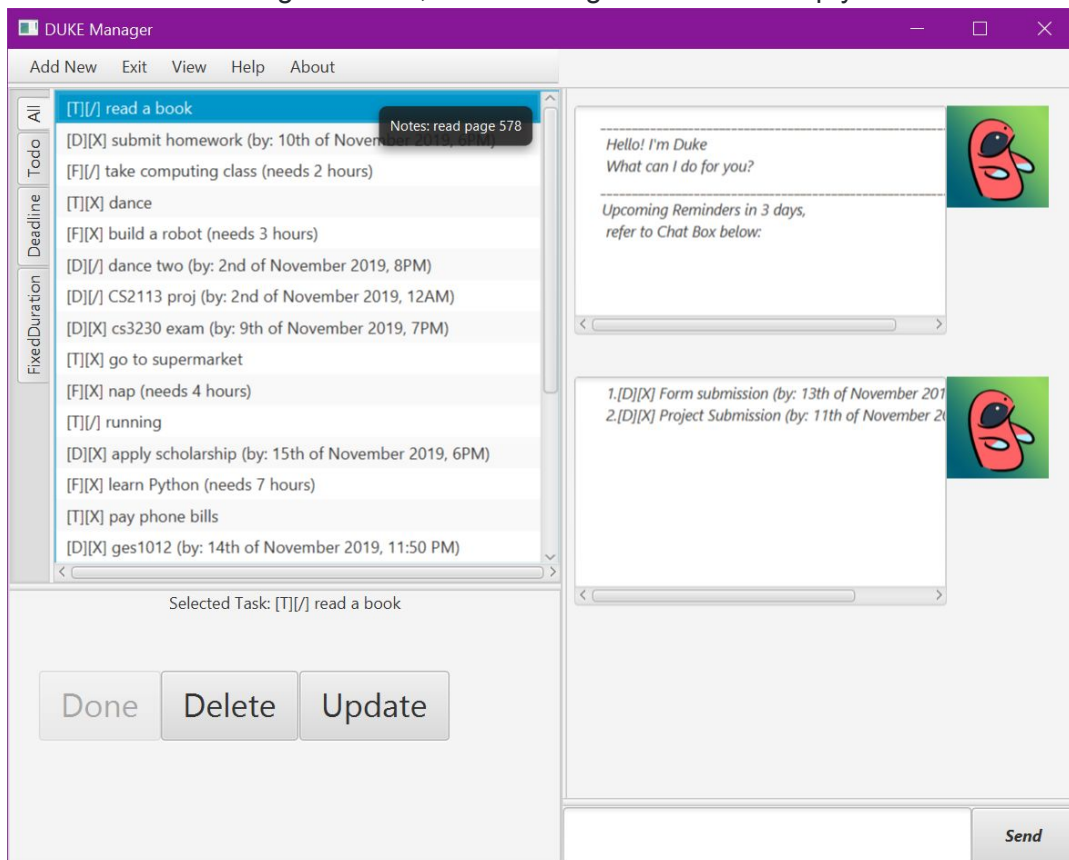 DUKE Manager
Add New Exit View Help About
All
Todo
Deadline
FixedDuration
[T][/] read a book
Notes: read page 578
[D][X] submit homework (by: 10th of November 2019, 6PM)
[F][/] take computing class (needs 2 hours)
[T][X] dance
[F][X] build a robot (needs 3 hours)
[D][/] dance two (by: 2nd of November 2019, 8PM)
[D][/] CS2113 proj (by: 2nd of November 2019, 12AM)
[D][X] cs3230 exam (by: 9th of November 2019, 7PM)
[T][X] go to supermarket
[F][X] nap (needs 4 hours)
[T][/] running
[D][X] apply scholarship (by: 15th of November 2019, 6PM)
[F][X] learn Python (needs 7 hours)
[T][X] pay phone bills
[D][X] ges1012 (by: 14th of November 2019, 11:50 PM)
Selected Task: [T][/] read a book
Done Delete Update
Hello! I'm Duke
What can I do for you?
Upcoming Reminders in 3 days,
refer to Chat Box below:
1.[D][X] Form submission (by: 13th of November 201
2.[D][X] Project Submission (by: 11th of November 20
Send